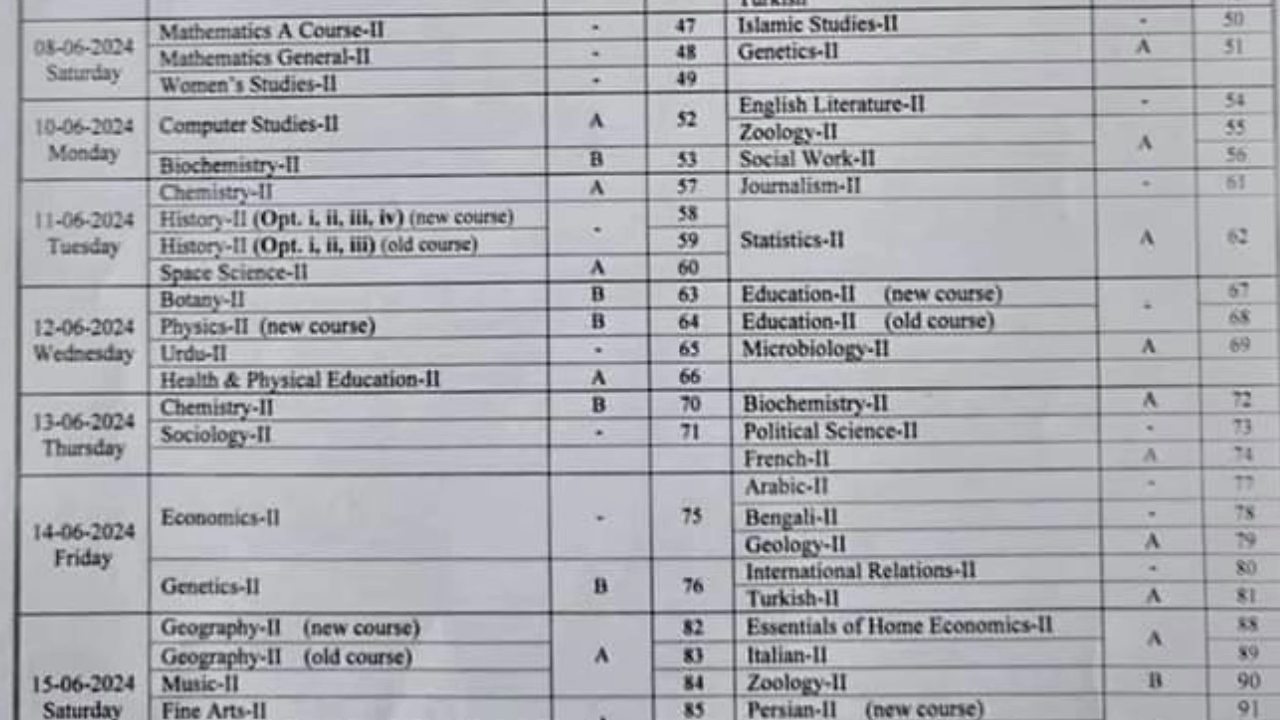 08-06-2024 Saturday
Mathematics A Course-II - 47 Islamic Studies-II - 50
Mathematics General-II - 48 Genetics-II A 51
Women's Studies-II - 49
10-06-2024 Monday
Computer Studies-II A 52 English Literature-II - 54
Zoology-II A 55
Biochemistry-II B 53 Social Work-II 56
11-06-2024 Tuesday
Chemistry-II A 57 Journalism-II - 61
History-II (Opt. i, ii, iii, iv) (new course) - 58
History-II (Opt. i, ii, iii) (old course) 59 Statistics-II A 62
Space Science-II A 60
12-06-2024 Wednesday
Botany-II B 63 Education-II (new course) - 67
Physics-II (new course) B 64 Education-II (old course) 68
Urdu-II - 65 Microbiology-II A 69
Health & Physical Education-II A 66
13-06-2024 Thursday
Chemistry-II B 70 Biochemistry-II A 72
Sociology-II - 71 Political Science-II - 73
French-II A 74
14-06-2024 Friday
Economics-II - 75 Arabic-II - 77
Bengali-II - 78
Geology-II A 79
Genetics-II B 76 International Relations-II - 80
Turkish-II A 81
15-06-2024 Saturday
Geography-II (new course) A 82 Essentials of Home Economics-II A 88
Geography-II (old course) 83 Italian-II 89
Music-II 84 Zoology-II B 90
Fine Arts-II 85 Persian-II (new course) 91